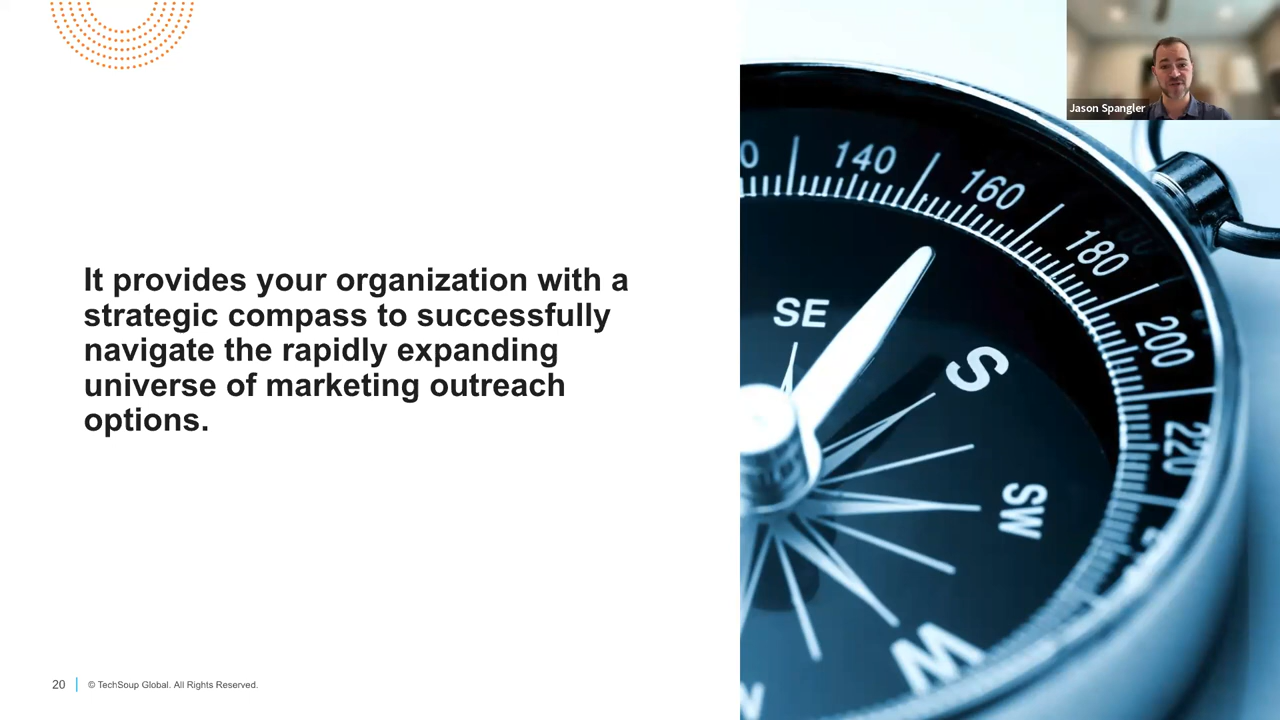 Jason Spangler
It provides your organization with a
strategic compass to successfully
navigate the rapidly expanding
universe of marketing outreach
options.
0
140
160
180
200
220
SE
S
SW
W
20
© TechSoup Global. All Rights Reserved.